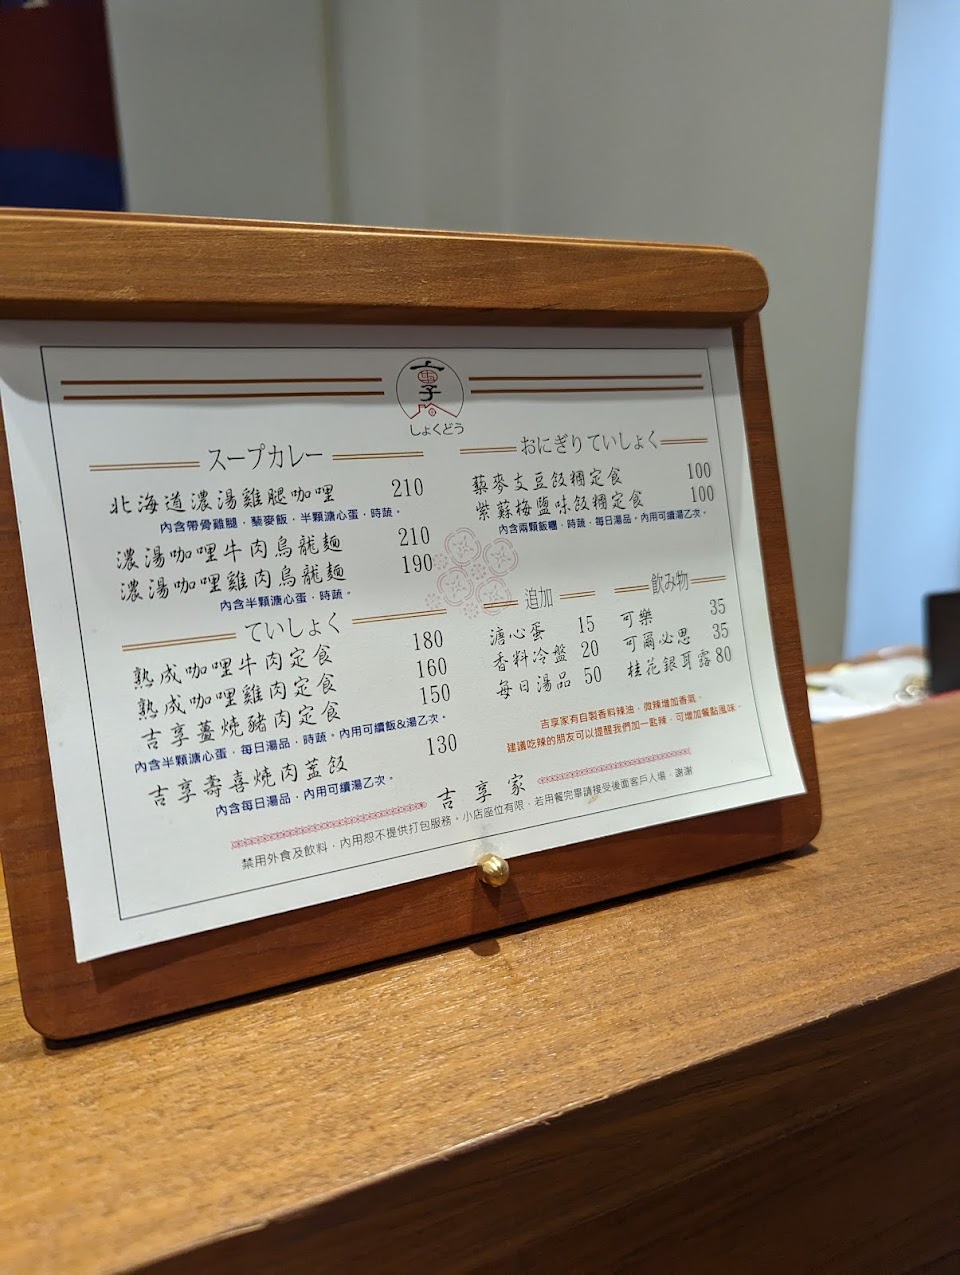 享
しょくどう
スープカレー
北海道濃湯雞腿咖哩 210
內含帶骨雞腿．藜麥飯．半顆溏心蛋．時蔬。
濃湯咖哩牛肉烏龍麵 210
濃湯咖哩雞肉烏龍麵 190
內含半顆溏心蛋．時蔬。
ていしょく
熟成咖哩牛肉定食 180
熟成咖哩雞肉定食 160
吉享薑燒豬肉定食 150
內含半顆溏心蛋，每日湯品，時蔬。內用可續飯&湯乙次。
吉享壽喜燒肉蓋飯 130
內含每日湯品，內用可續湯乙次。
おにぎりていしょく
藜麥支豆飯糰定食 100
紫蘇梅鹽味飯糰定食 100
內含兩顆飯糰．時蔬．每日湯品。內用可續湯乙次。
追加
溏心蛋 15
香料冷盤 20
每日湯品 50
飲み物
可樂 35
可爾必思 35
桂花銀耳露 80
吉享家有自製香料辣油．微辣增加香氣。
建議吃辣的朋友可以提醒我們加一匙辣，可增加餐點風味。
吉享家
禁用外食及飲料，內用恕不提供打包服務。小店座位有限，若用餐完畢請接受後面客戶入場，謝謝